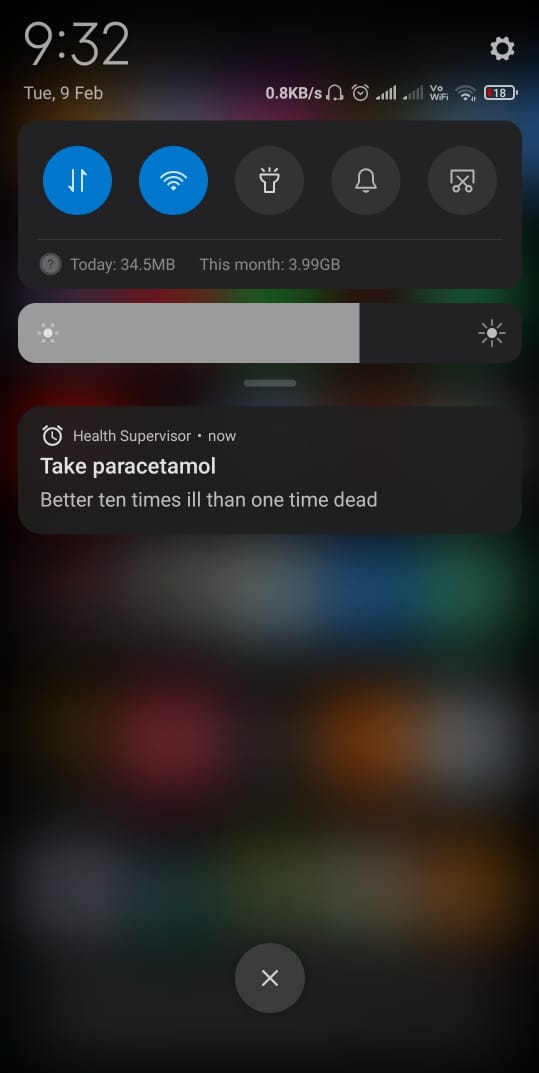 9:32
Tue, 9 Feb 0.8KB/s Vo WiFi 18
Today: 34.5MB This month: 3.99GB
Health Supervisor • now
Take paracetamol
Better ten times ill than one time dead